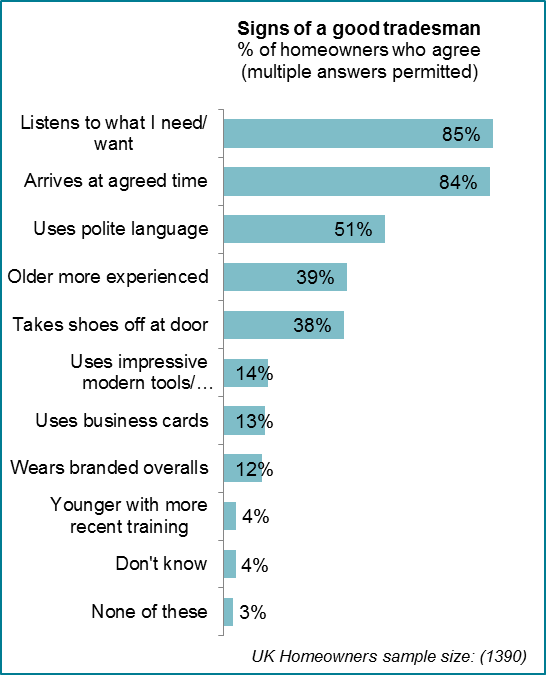 Signs of a good tradesman
% of homeowners who agree
(multiple answers permitted)
Listens to what I need/
want
85%
Arrives at agreed time
84%
Uses polite language
51%
Older more experienced
39%
Takes shoes off at door
38%
Uses impressive
modern tools/…
14%
Uses business cards
13%
Wears branded overalls
12%
Younger with more
recent training
4%
Don't know
4%
None of these
3%
UK Homeowners sample size: (1390)